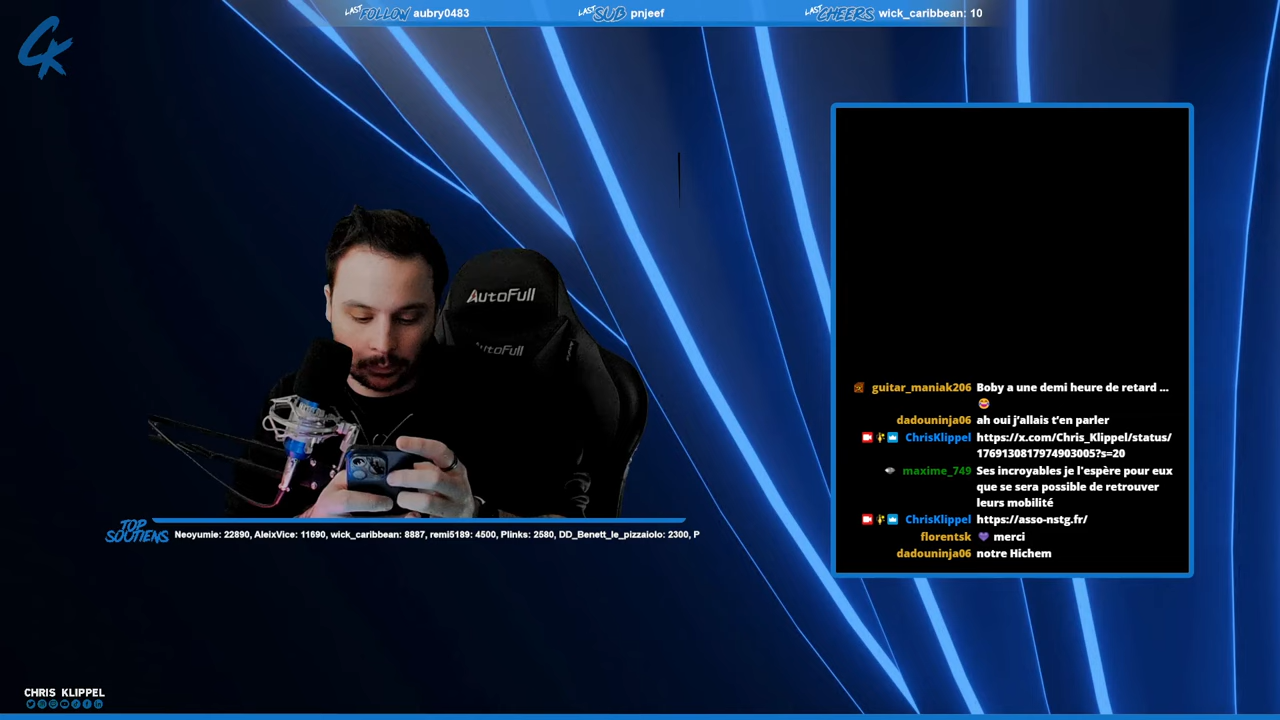 LAST FOLLOW aubry0483
LAST SUB pnjeef
LAST CHEERS wick_caribbean: 10
CK
AutoFull
AutoFull
guitar_maniak206 Boby a une demi heure de retard ...
dadouninja06 ah oui j’allais t’en parler
ChrisKlippel https://x.com/Chris_Klippel/status/
1769130817974903005?s=20
maxime_749 Ses incroyables je l'espère pour eux
que se sera possible de retrouver
leurs mobilité
ChrisKlippel https://asso-nstg.fr/
florentsk merci
dadouninja06 notre Hichem
TOP
SOUTIENS Neoyumie: 22890, AleixVice: 11690, wick_caribbean: 8887, remi5189: 4500, Plinks: 2580, DD_Benett_le_pizzaiolo: 2300, P
CHRIS KLIPPEL